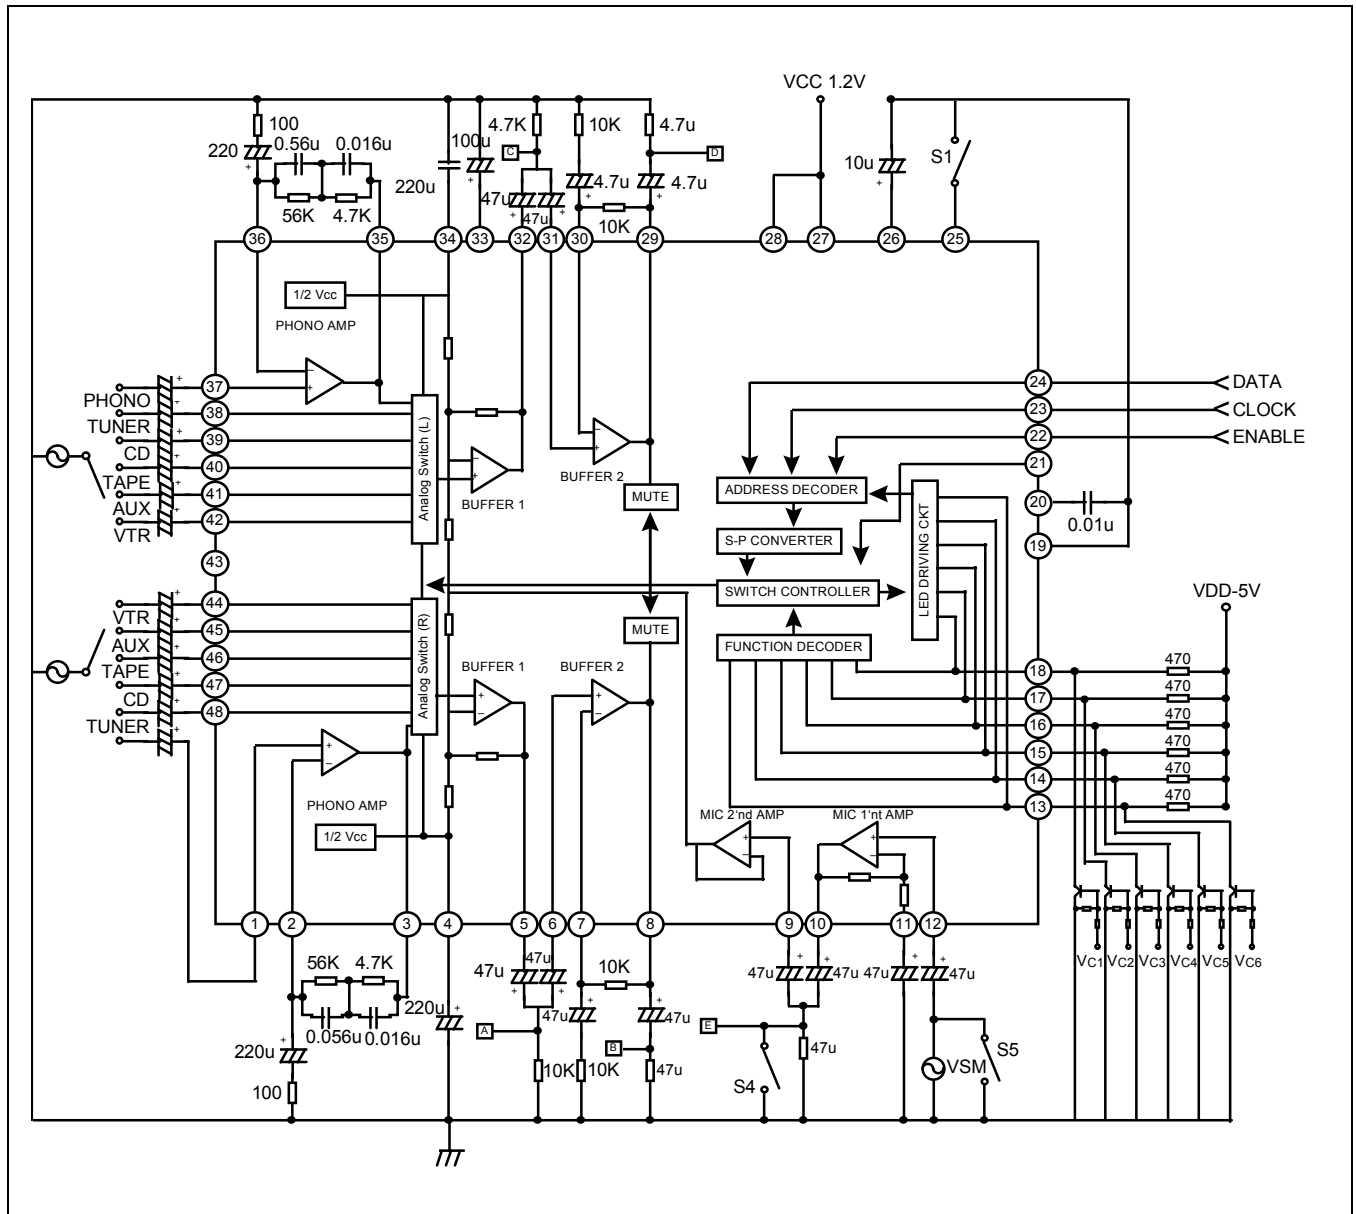 VCC 1.2V
100
220
0.56u
0.016u
56K
4.7K
100u
220u
4.7K
C
47u
47u
10K
4.7u
10K
4.7u
D
4.7u
10u
S1
36
35
34
33
32
31
30
29
28
27
26
25
1/2 Vcc
PHONO AMP
37
PHONO
38
TUNER
39
CD
40
TAPE
41
AUX
42
VTR
43
Analog Switch (L)
BUFFER 1
BUFFER 2
MUTE
24
DATA
23
CLOCK
22
ENABLE
21
20
0.01u
19
ADDRESS DECODER
S-P CONVERTER
SWITCH CONTROLLER
FUNCTION DECODER
LED DRIVING CKT
VDD-5V
44
VTR
45
AUX
46
TAPE
47
CD
48
TUNER
Analog Switch (R)
BUFFER 1
BUFFER 2
MUTE
18
470
17
470
16
470
15
470
14
470
13
470
PHONO AMP
1/2 Vcc
MIC 2'nd AMP
MIC 1'nt AMP
1
2
3
4
5
6
7
8
9
10
11
12
VC1
VC2
VC3
VC4
VC5
VC6
56K
4.7K
0.056u
0.016u
220u
100
220u
47u
47u
A
10K
47u
10K
10K
47u
B
47u
47u
47u
E
S4
47u
47u
47u
VSM
S5